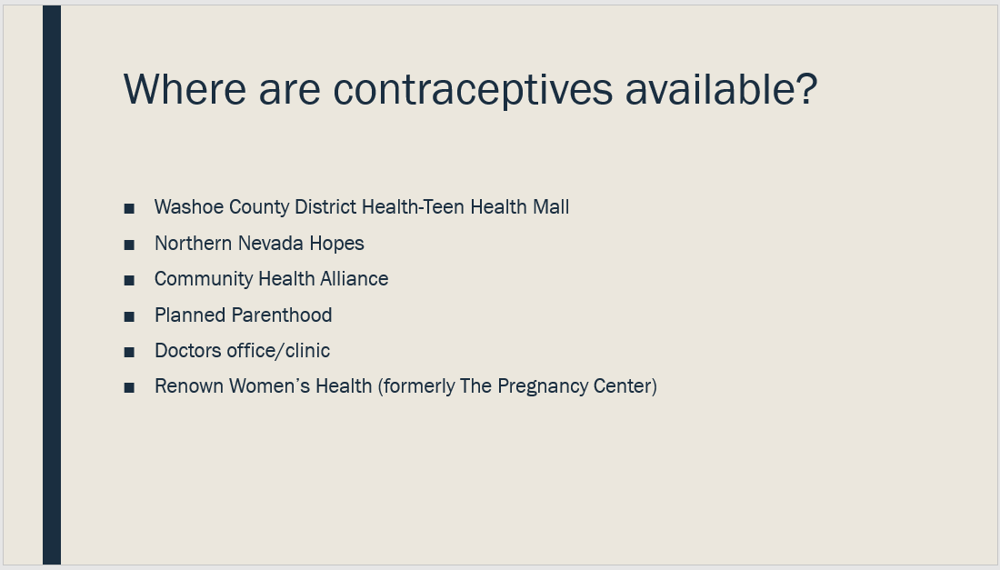 Where are contraceptives available?
■ Washoe County District Health-Teen Health Mall
■ Northern Nevada Hopes
■ Community Health Alliance
■ Planned Parenthood
■ Doctors office/clinic
■ Renown Women’s Health (formerly The Pregnancy Center)